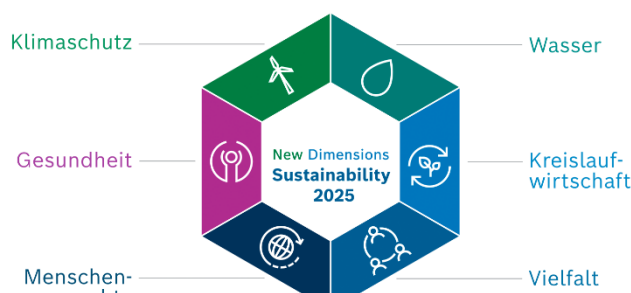 Klimaschutz
Wasser
Gesundheit
New Dimensions
Sustainability
2025
Kreislauf-
wirtschaft
Menschen-
Vielfalt